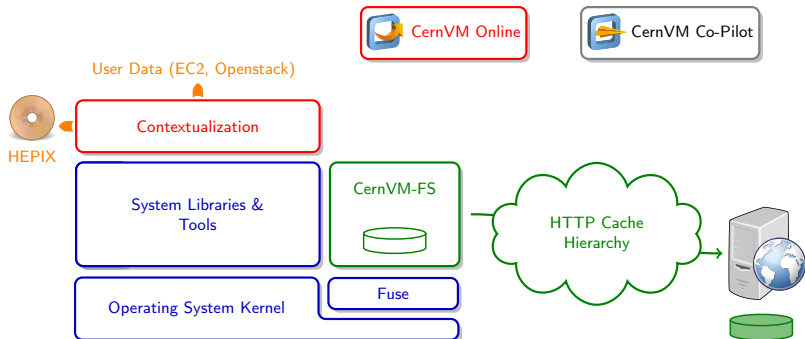 CernVM Online
CernVM Co-Pilot
User Data (EC2, Openstack)
HEPIX
Contextualization
System Libraries &
Tools
CernVM-FS
HTTP Cache
Hierarchy
Operating System Kernel
Fuse